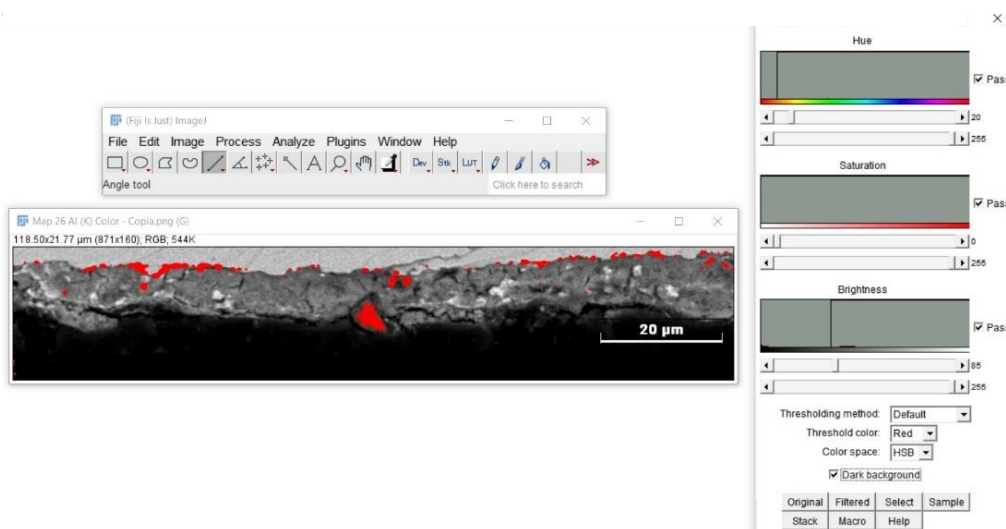 Hue
Pas
20
255
(Fiji Is Just) ImageJ
File Edit Image Process Analyze Plugins Window Help
Dev Stk LUT
Angle tool
Click here to search
Saturation
Pas
0
255
Map 26 Al (K) Color - Copia.png (G)
118.50x21.77 µm (871x160); RGB; 544K
20 µm
Brightness
Pas
85
255
Thresholding method: Default
Threshold color: Red
Color space: HSB
Dark background
Original Filtered Select Sample
Stack Macro Help